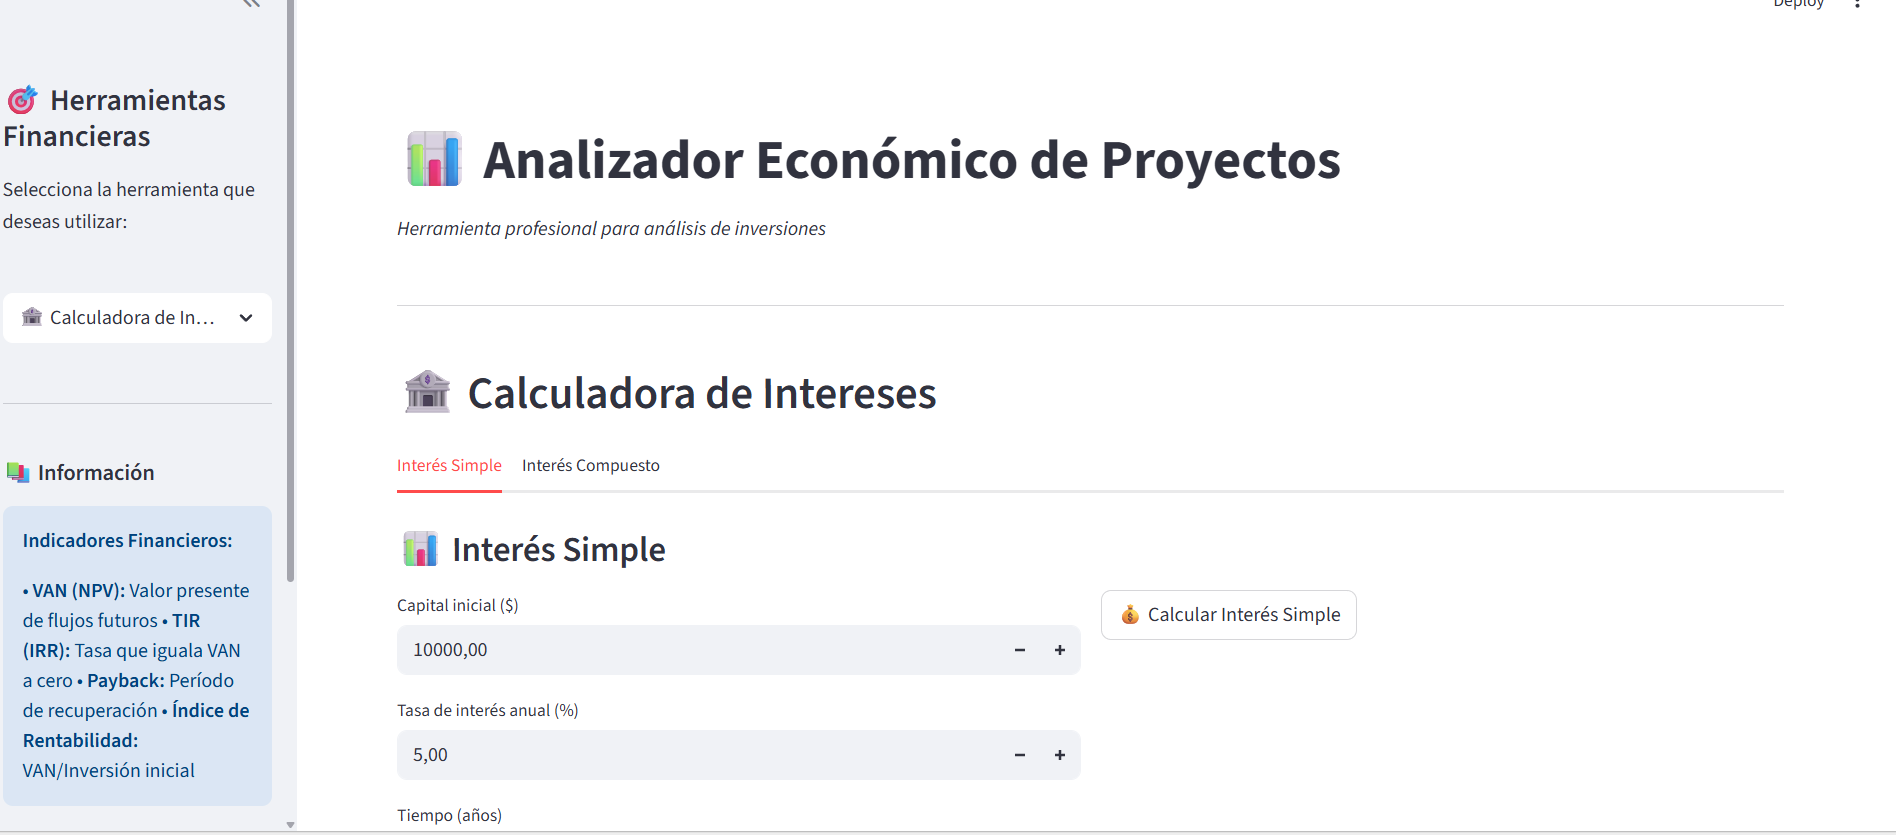 Deploy
Herramientas
Financieras
Selecciona la herramienta que
deseas utilizar:
Calculadora de In...
Información
Indicadores Financieros:
• VAN (NPV): Valor presente
de flujos futuros • TIR
(IRR): Tasa que iguala VAN
a cero • Payback: Período
de recuperación • Índice de
Rentabilidad:
VAN/Inversión inicial
Analizador Económico de Proyectos
Herramienta profesional para análisis de inversiones
Calculadora de Intereses
Interés Simple Interés Compuesto
Interés Simple
Capital inicial ($)
10000,00
Calcular Interés Simple
Tasa de interés anual (%)
5,00
Tiempo (años)